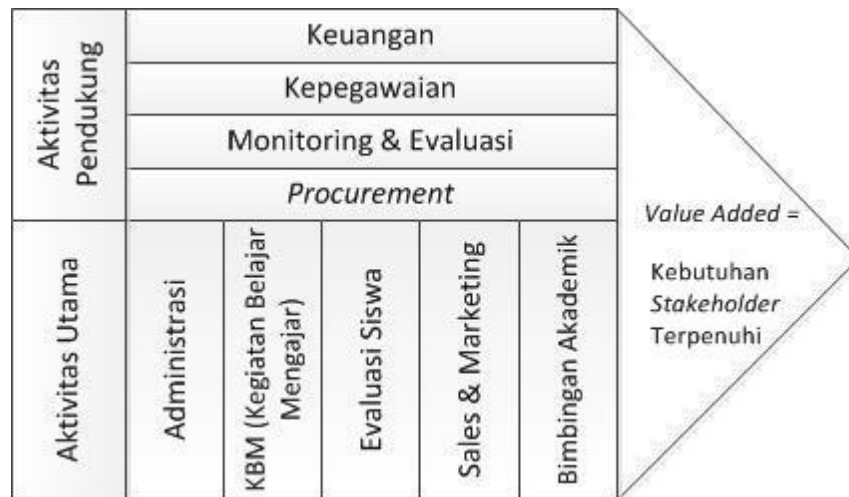 Aktivitas
Pendukung
Keuangan
Kepegawaian
Monitoring & Evaluasi
Procurement
Aktivitas Utama
Administrasi
KBM (Kegiatan Belajar
Mengajar)
Evaluasi Siswa
Sales & Marketing
Bimbingan Akademik
Value Added =
Kebutuhan
Stakeholder
Terpenuhi